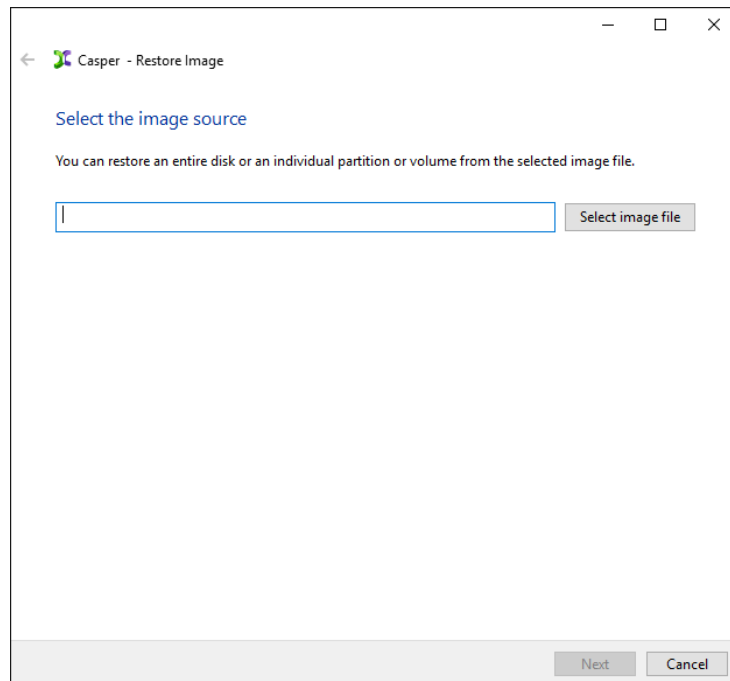 Casper - Restore Image
Select the image source
You can restore an entire disk or an individual partition or volume from the selected image file.
Select image file
Next
Cancel